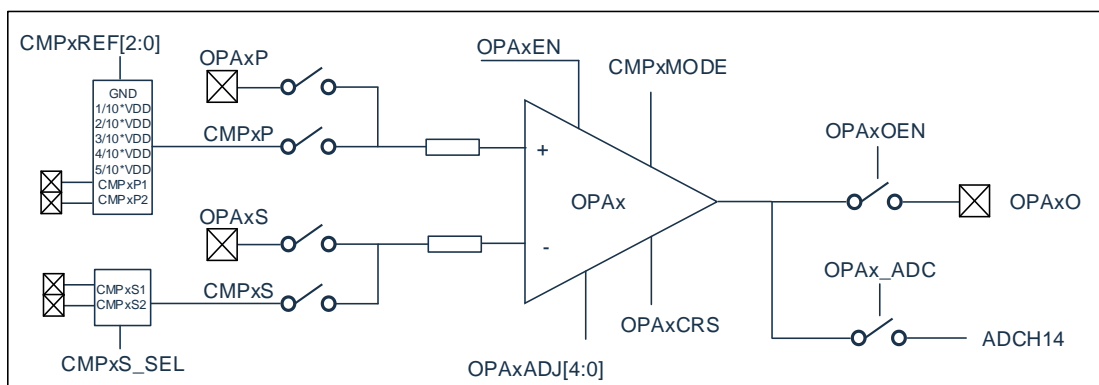 CMPxREF[2:0]
OPAxP
OPAxEN
CMPxMODE
GND
1/10*VDD
2/10*VDD
3/10*VDD
4/10*VDD
5/10*VDD
CMPxP1
CMPxP2
CMPxP
+
OPAxOEN
OPAx
OPAxO
OPAxS
-
CMPxS1
CMPxS2
CMPxS
OPAx_ADC
OPAxCRS
ADCH14
CMPxS_SEL
OPAxADJ[4:0]